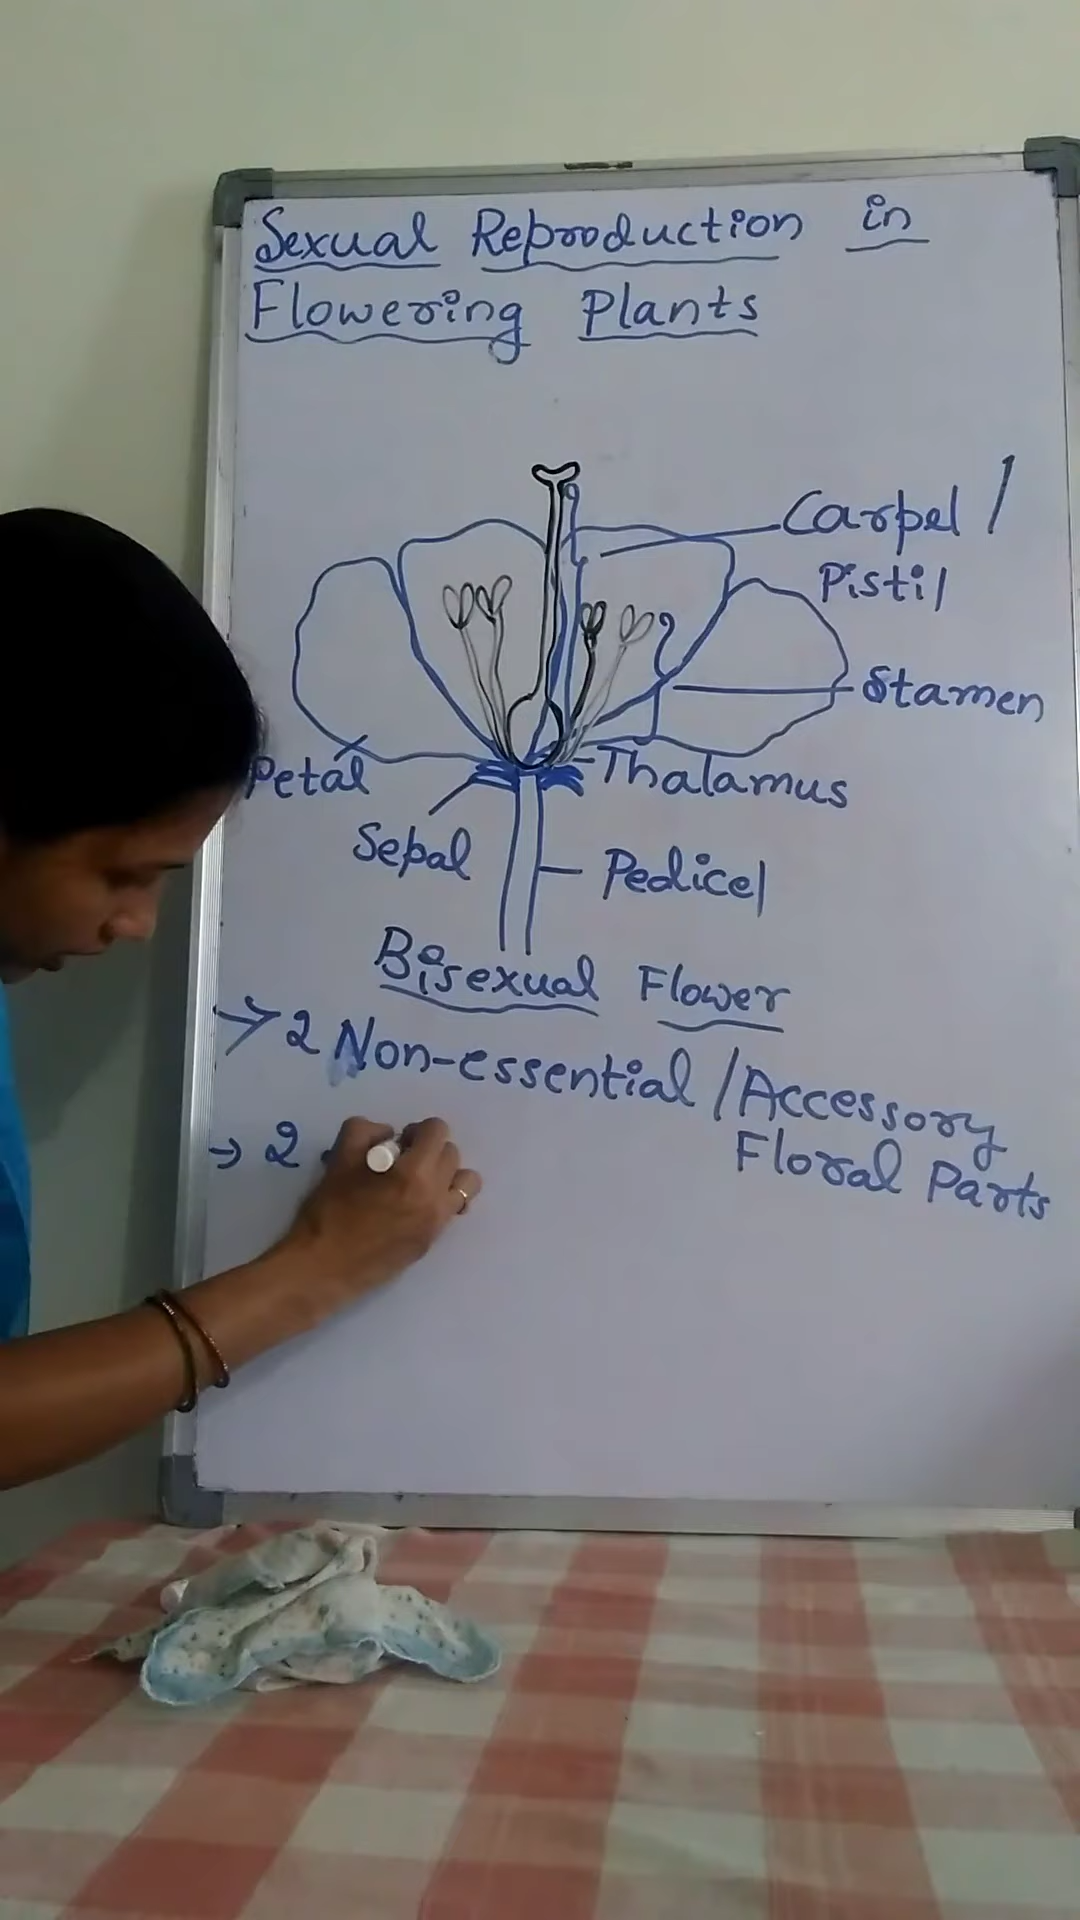 Sexual Reproduction in
Flowering Plants
Carpel /
Pistil
Stamen
Petal
Thalamus
Sepal
Pedicel
Bisexual Flower
→ 2 Non-essential / Accessory
Floral Parts
→ 2